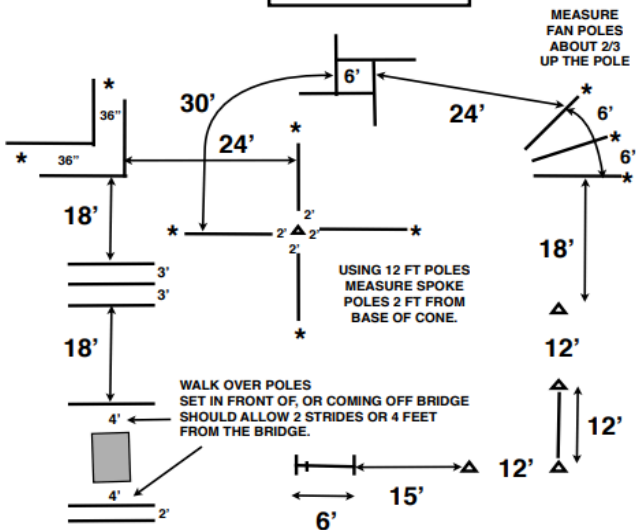 MEASURE
FAN POLES
ABOUT 2/3
UP THE POLE
*
36”
*
36”
30’
6’
24’
*
6’
*
6’
*
24’
*
18’
2’
*
2’
2’
*
2’
18’
3’
3’
USING 12 FT POLES
MEASURE SPOKE
POLES 2 FT FROM
BASE OF CONE.
*
18’
12’
WALK OVER POLES
SET IN FRONT OF, OR COMING OFF BRIDGE
SHOULD ALLOW 2 STRIDES OR 4 FEET
FROM THE BRIDGE.
4’
12’
4’
2’
15’
12’
6’